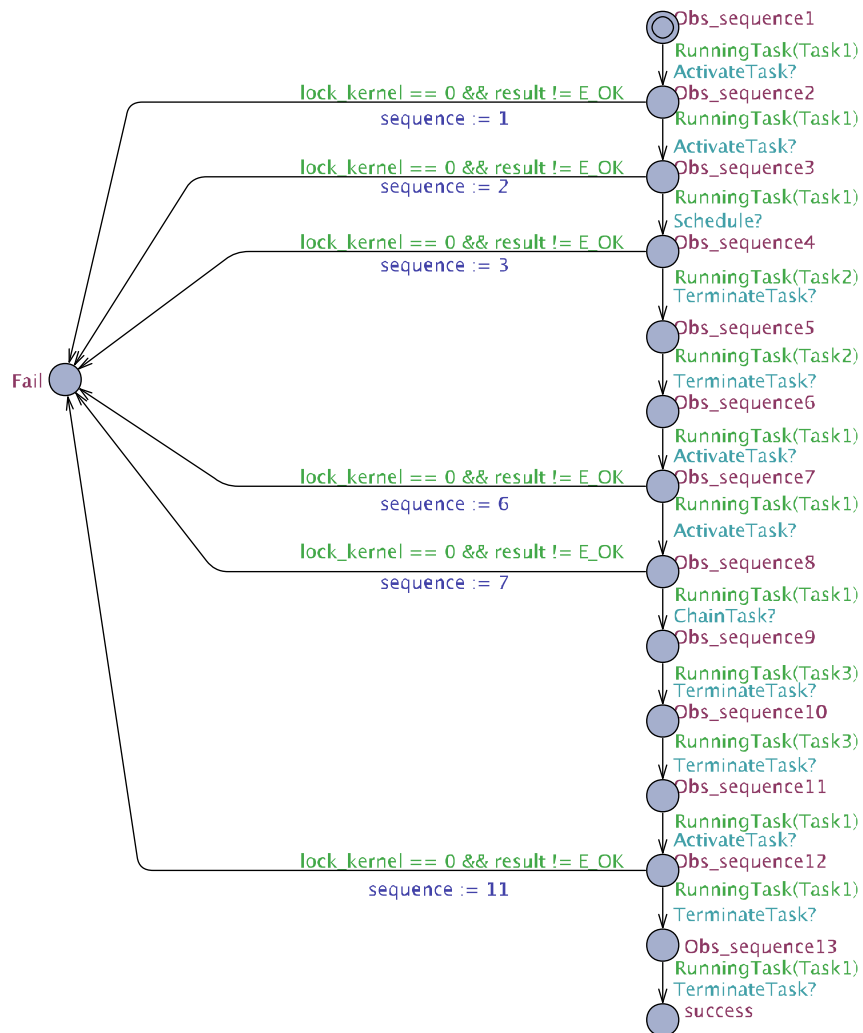 Obs_sequence1
RunningTask(Task1)
ActivateTask?
lock_kernel == 0 && result != E_OK
Obs_sequence2
sequence := 1
RunningTask(Task1)
ActivateTask?
lock_kernel == 0 && result != E_OK
Obs_sequence3
sequence := 2
RunningTask(Task1)
Schedule?
lock_kernel == 0 && result != E_OK
Obs_sequence4
sequence := 3
RunningTask(Task2)
TerminateTask?
Obs_sequence5
RunningTask(Task2)
Fail
TerminateTask?
Obs_sequence6
RunningTask(Task1)
ActivateTask?
lock_kernel == 0 && result != E_OK
Obs_sequence7
sequence := 6
RunningTask(Task1)
ActivateTask?
lock_kernel == 0 && result != E_OK
Obs_sequence8
sequence := 7
RunningTask(Task1)
ChainTask?
Obs_sequence9
RunningTask(Task3)
TerminateTask?
Obs_sequence10
RunningTask(Task3)
TerminateTask?
Obs_sequence11
RunningTask(Task1)
ActivateTask?
lock_kernel == 0 && result != E_OK
Obs_sequence12
sequence := 11
RunningTask(Task1)
TerminateTask?
Obs_sequence13
RunningTask(Task1)
TerminateTask?
success